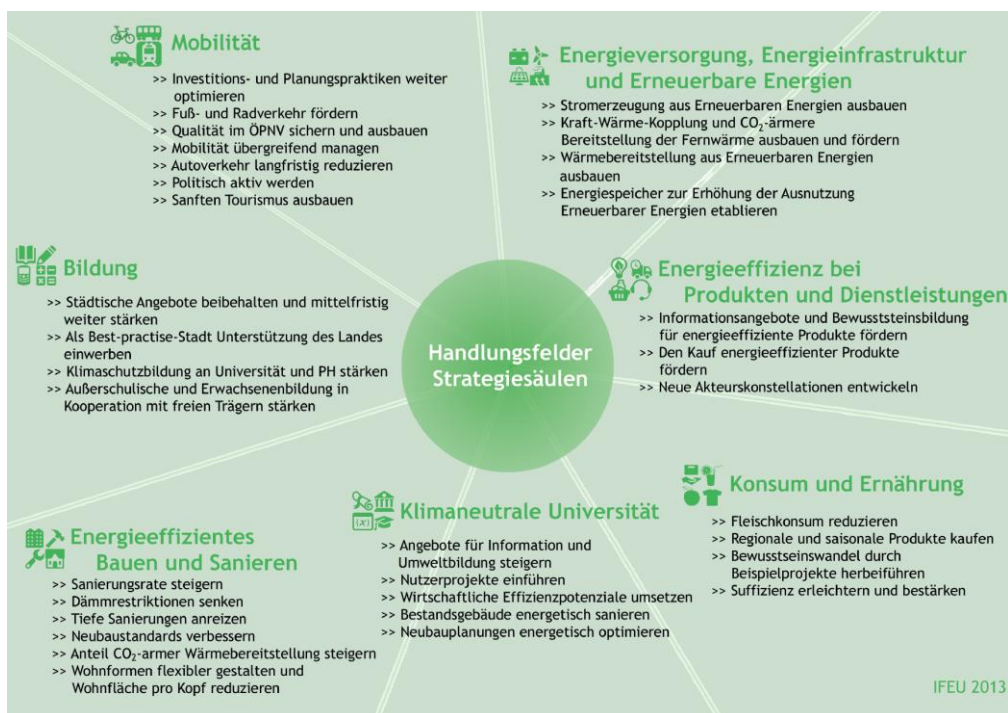 Mobilität
>> Investitions- und Planungspraktiken weiter
optimieren
>> Fuß- und Radverkehr fördern
>> Qualität im ÖPNV sichern und ausbauen
>> Mobilität übergreifend managen
>> Autoverkehr langfristig reduzieren
>> Politisch aktiv werden
>> Sanften Tourismus ausbauen
Energieversorgung, Energieinfrastruktur
und Erneuerbare Energien
>> Stromerzeugung aus Erneuerbaren Energien ausbauen
>> Kraft-Wärme-Kopplung und CO₂-ärmere
Bereitstellung der Fernwärme ausbauen und fördern
>> Wärmebereitstellung aus Erneuerbaren Energien
ausbauen
>> Energiespeicher zur Erhöhung der Ausnutzung
Erneuerbarer Energien etablieren
Bildung
>> Städtische Angebote beibehalten und mittelfristig
weiter stärken
>> Als Best-practise-Stadt Unterstützung des Landes
einwerben
>> Klimaschutzbildung an Universität und PH stärken
>> Außerschulische und Erwachsenenbildung in
Kooperation mit freien Trägern stärken
Handlungsfelder
Strategiesäulen
Energieeffizienz bei
Produkten und Dienstleistungen
>> Informationsangebote und Bewusststeinsbildung
für energieeffiziente Produkte fördern
>> Den Kauf energieeffizienter Produkte
fördern
>> Neue Akteurskonstellationen entwickeln
Energieeffizientes
Bauen und Sanieren
>> Sanierungsrate steigern
>> Dämmrestriktionen senken
>> Tiefe Sanierungen anreizen
>> Neubaustandards verbessern
>> Anteil CO₂-armer Wärmebereitstellung steigern
>> Wohnformen flexibler gestalten und
Wohnfläche pro Kopf reduzieren
(x)
Klimaneutrale Universität
>> Angebote für Information und
Umweltbildung steigern
>> Nutzerprojekte einführen
>> Wirtschaftliche Effizienzpotenziale umsetzen
>> Bestandsgebäude energetisch sanieren
>> Neubauplanungen energetisch optimieren
Konsum und Ernährung
>> Fleischkonsum reduzieren
>> Regionale und saisonale Produkte kaufen
>> Bewusstseinswandel durch
Beispielprojekte herbeiführen
>> Suffizienz erleichtern und bestärken
IFEU 2013